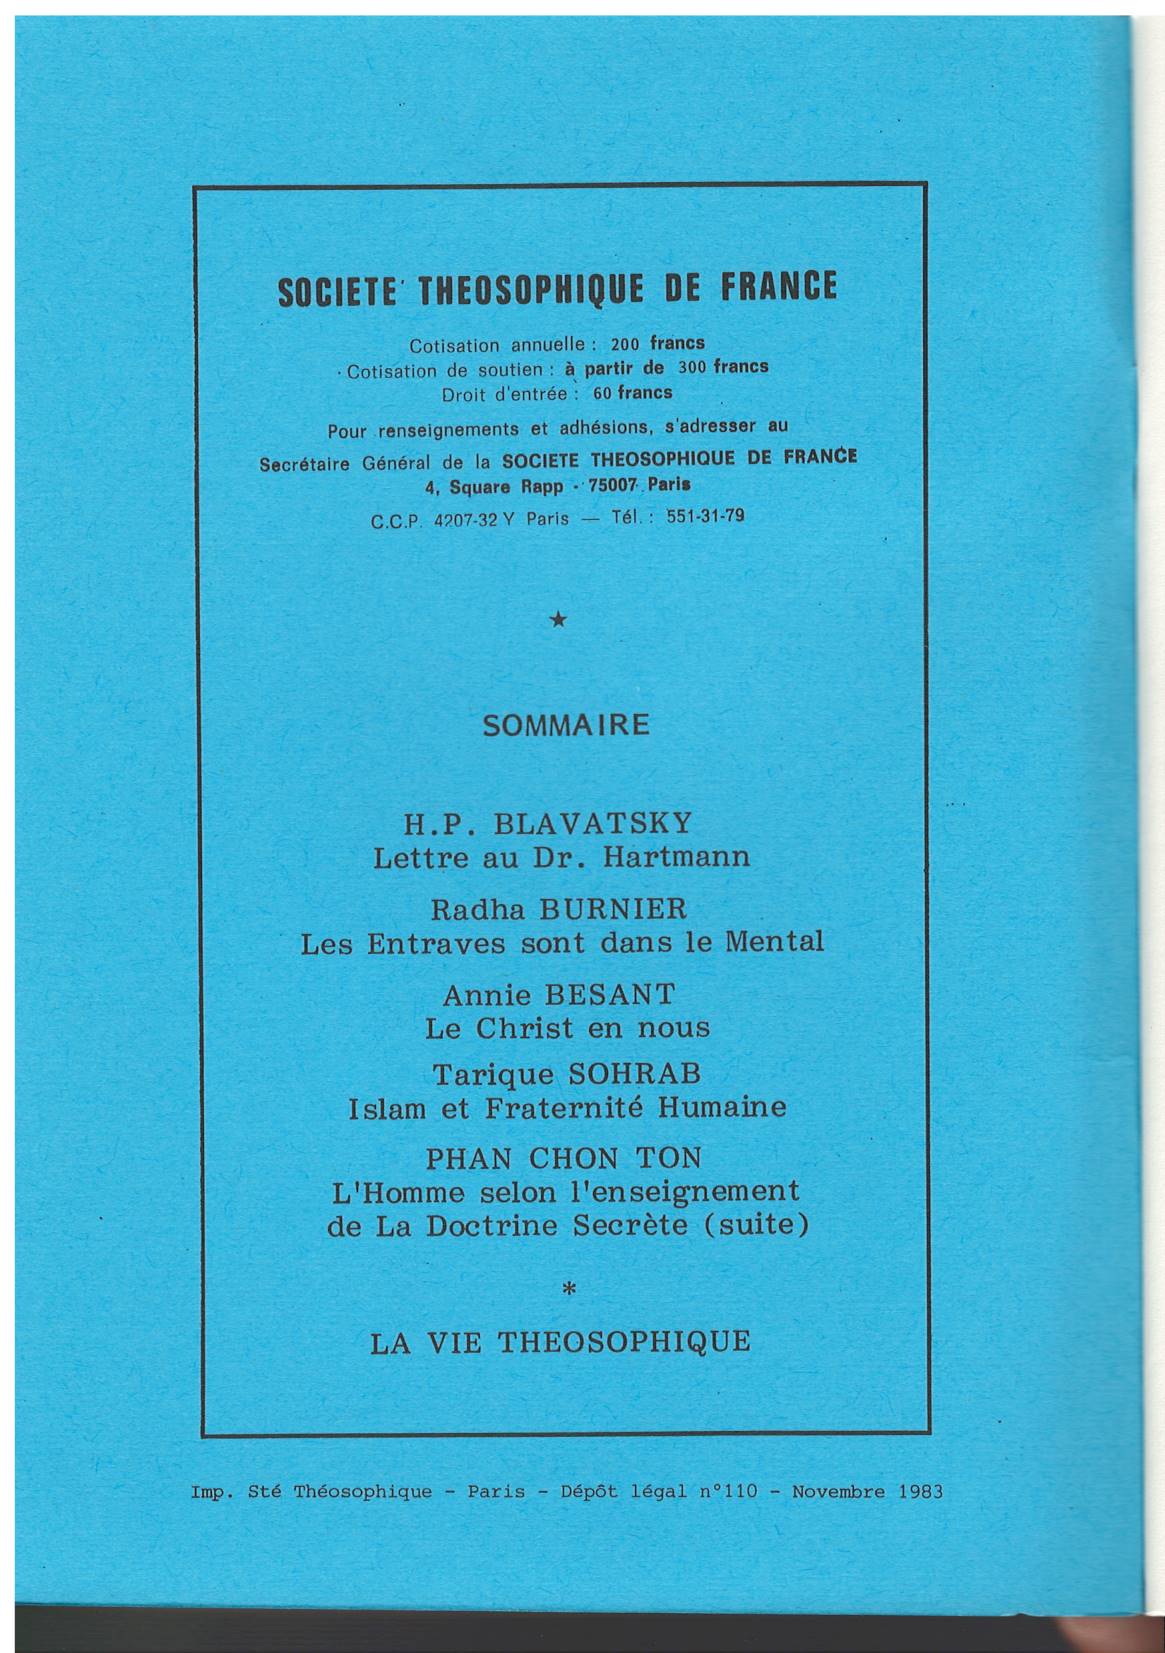 SOCIETE THEOSOPHIQUE DE FRANCE
Cotisation annuelle : 200 francs
Cotisation de soutien : à partir de 300 francs
Droit d'entrée : 60 francs
Pour renseignements et adhésions, s'adresser au
Secrétaire Général de la SOCIETE THEOSOPHIQUE DE FRANCE
4, Square Rapp - 75007 Paris
C.C.P. 4207-32 Y Paris — Tél. : 551-31-79
★
SOMMAIRE
H.P. BLAVATSKY
Lettre au Dr. Hartmann
Radha BURNIER
Les Entraves sont dans le Mental
Annie BESANT
Le Christ en nous
Tarique SOHRAB
Islam et Fraternité Humaine
PHAN CHON TON
L'Homme selon l'enseignement
de La Doctrine Secrète (suite)
*
LA VIE THEOSOPHIQUE
Imp. Sté Théosophique - Paris - Dépôt légal n°110 - Novembre 1983